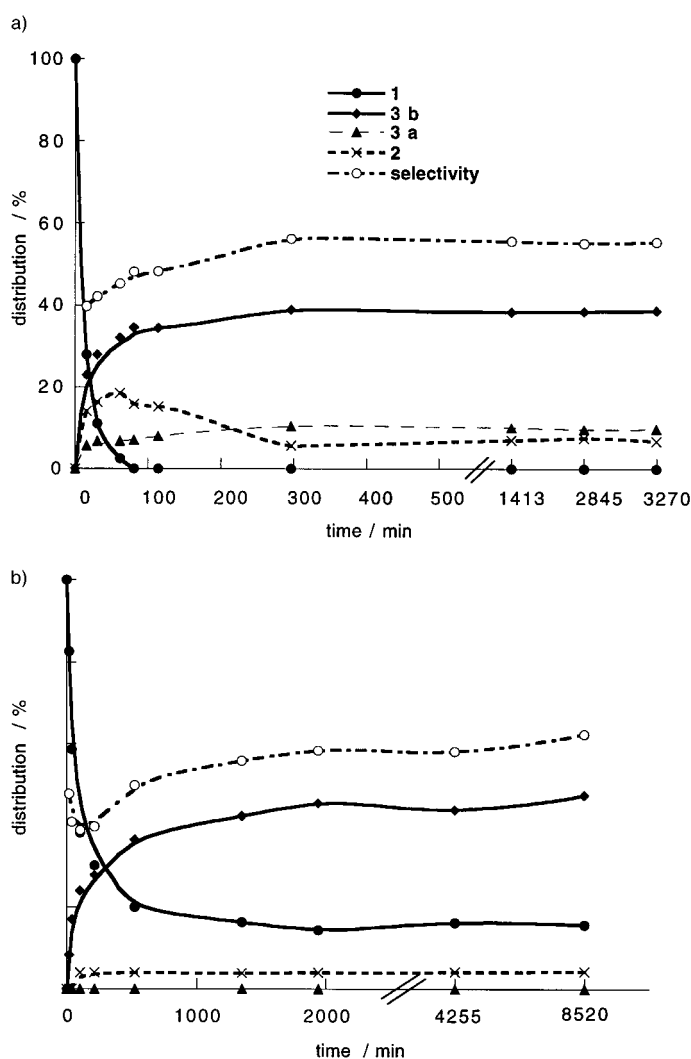 a)
100
80
60
40
20
0
distribution / %
1
3 b
3 a
2
selectivity
0 100 200 300 400 500 1413 2845 3270
time / min
b)
distribution / %
0 1000 2000 4255 8520
time / min